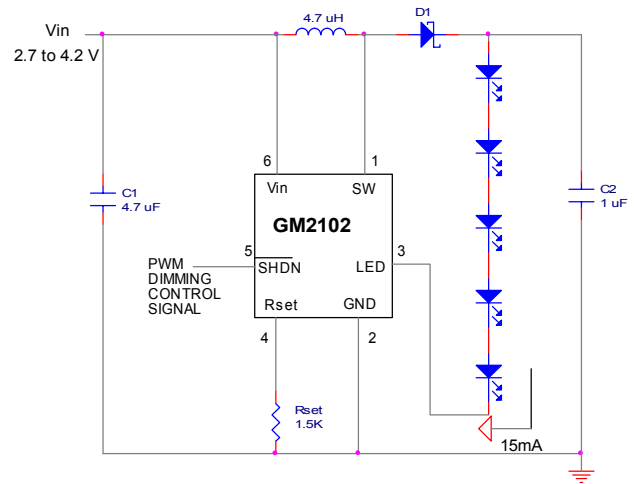 4.7 uH
D1
Vin
2.7 to 4.2 V
6
1
Vin
SW
C1
4.7 uF
C2
1 uF
GM2102
5
3
PWM
DIMMING
CONTROL
SIGNAL
SHDN
LED
Rset
GND
4
2
Rset
1.5K
15mA